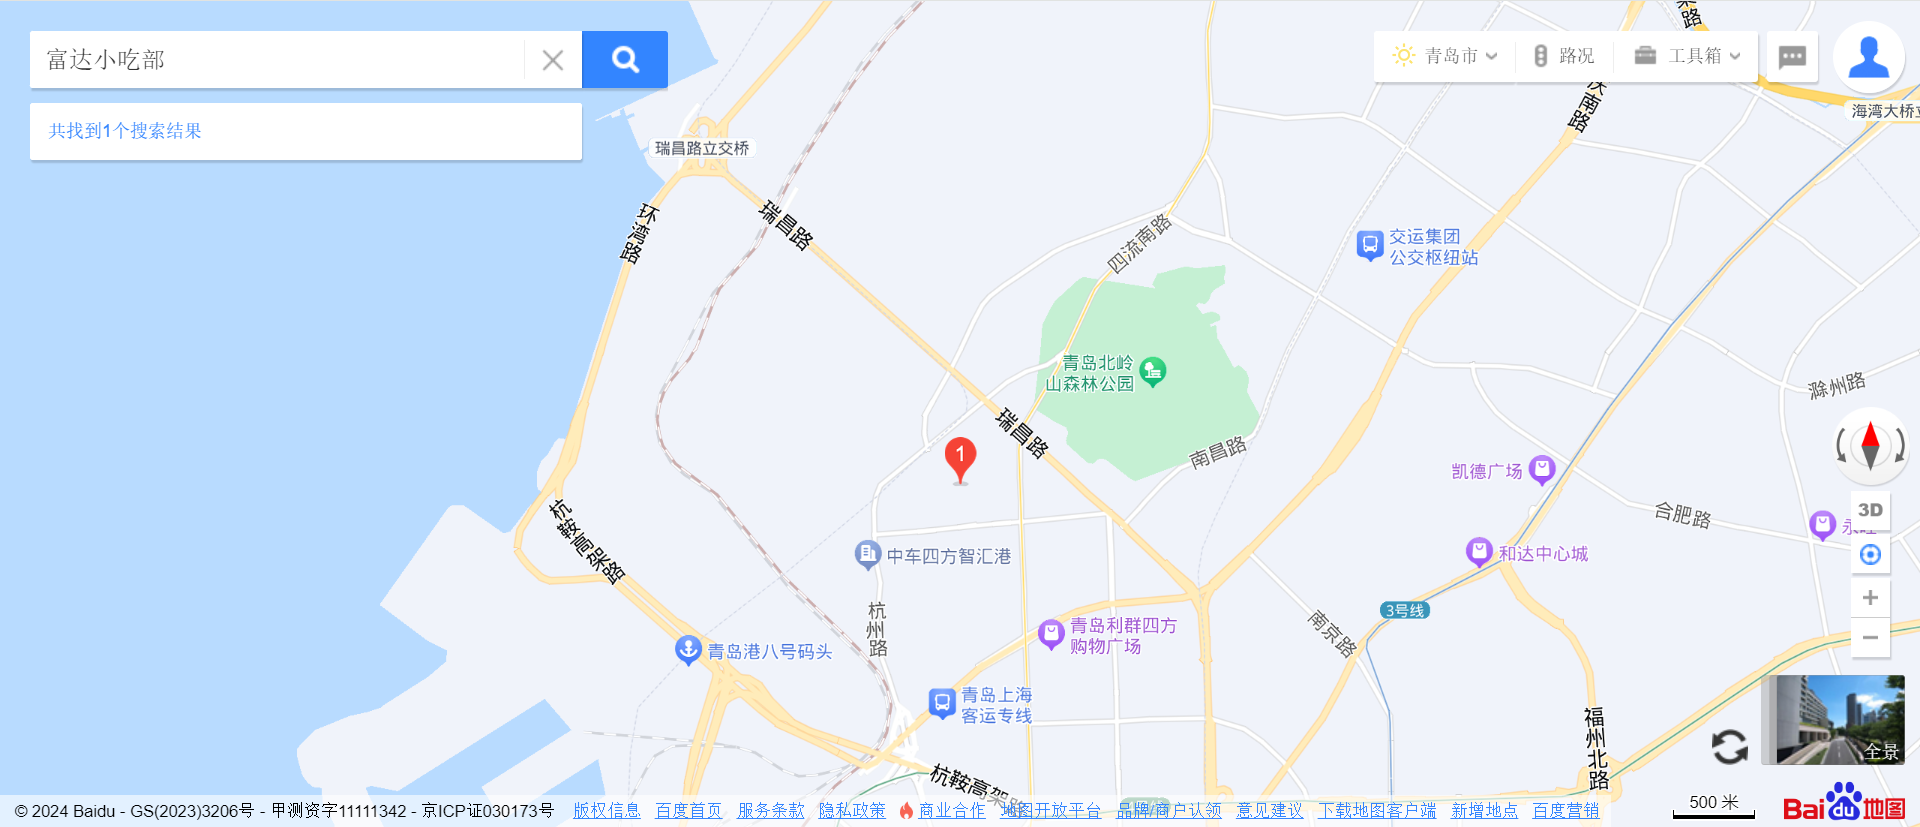 富达小吃部
共找到1个搜索结果
青岛市
路况
工具箱
海湾大桥立
瑞昌路立交桥
环湾路
瑞昌路
四流南路
交运集团
公交枢纽站
青岛北岭
山森林公园
滁州路
瑞昌路
南昌路
1
凯德广场
合肥路
3D
杭鞍高架路
中车四方智汇港
和达中心城
3号线
杭州路
青岛利群四方
购物广场
南京路
青岛港八号码头
青岛上海
客运专线
福州北路
全景
杭鞍高架路
500 米
Bai du 地图
© 2024 Baidu - GS(2023)3206号 - 甲测资字11111342 - 京ICP证030173号 版权信息 百度首页 服务条款 隐私政策 商业合作 地图开放平台 品牌/商户认领 意见建议 下载地图客户端 新增地点 百度营销